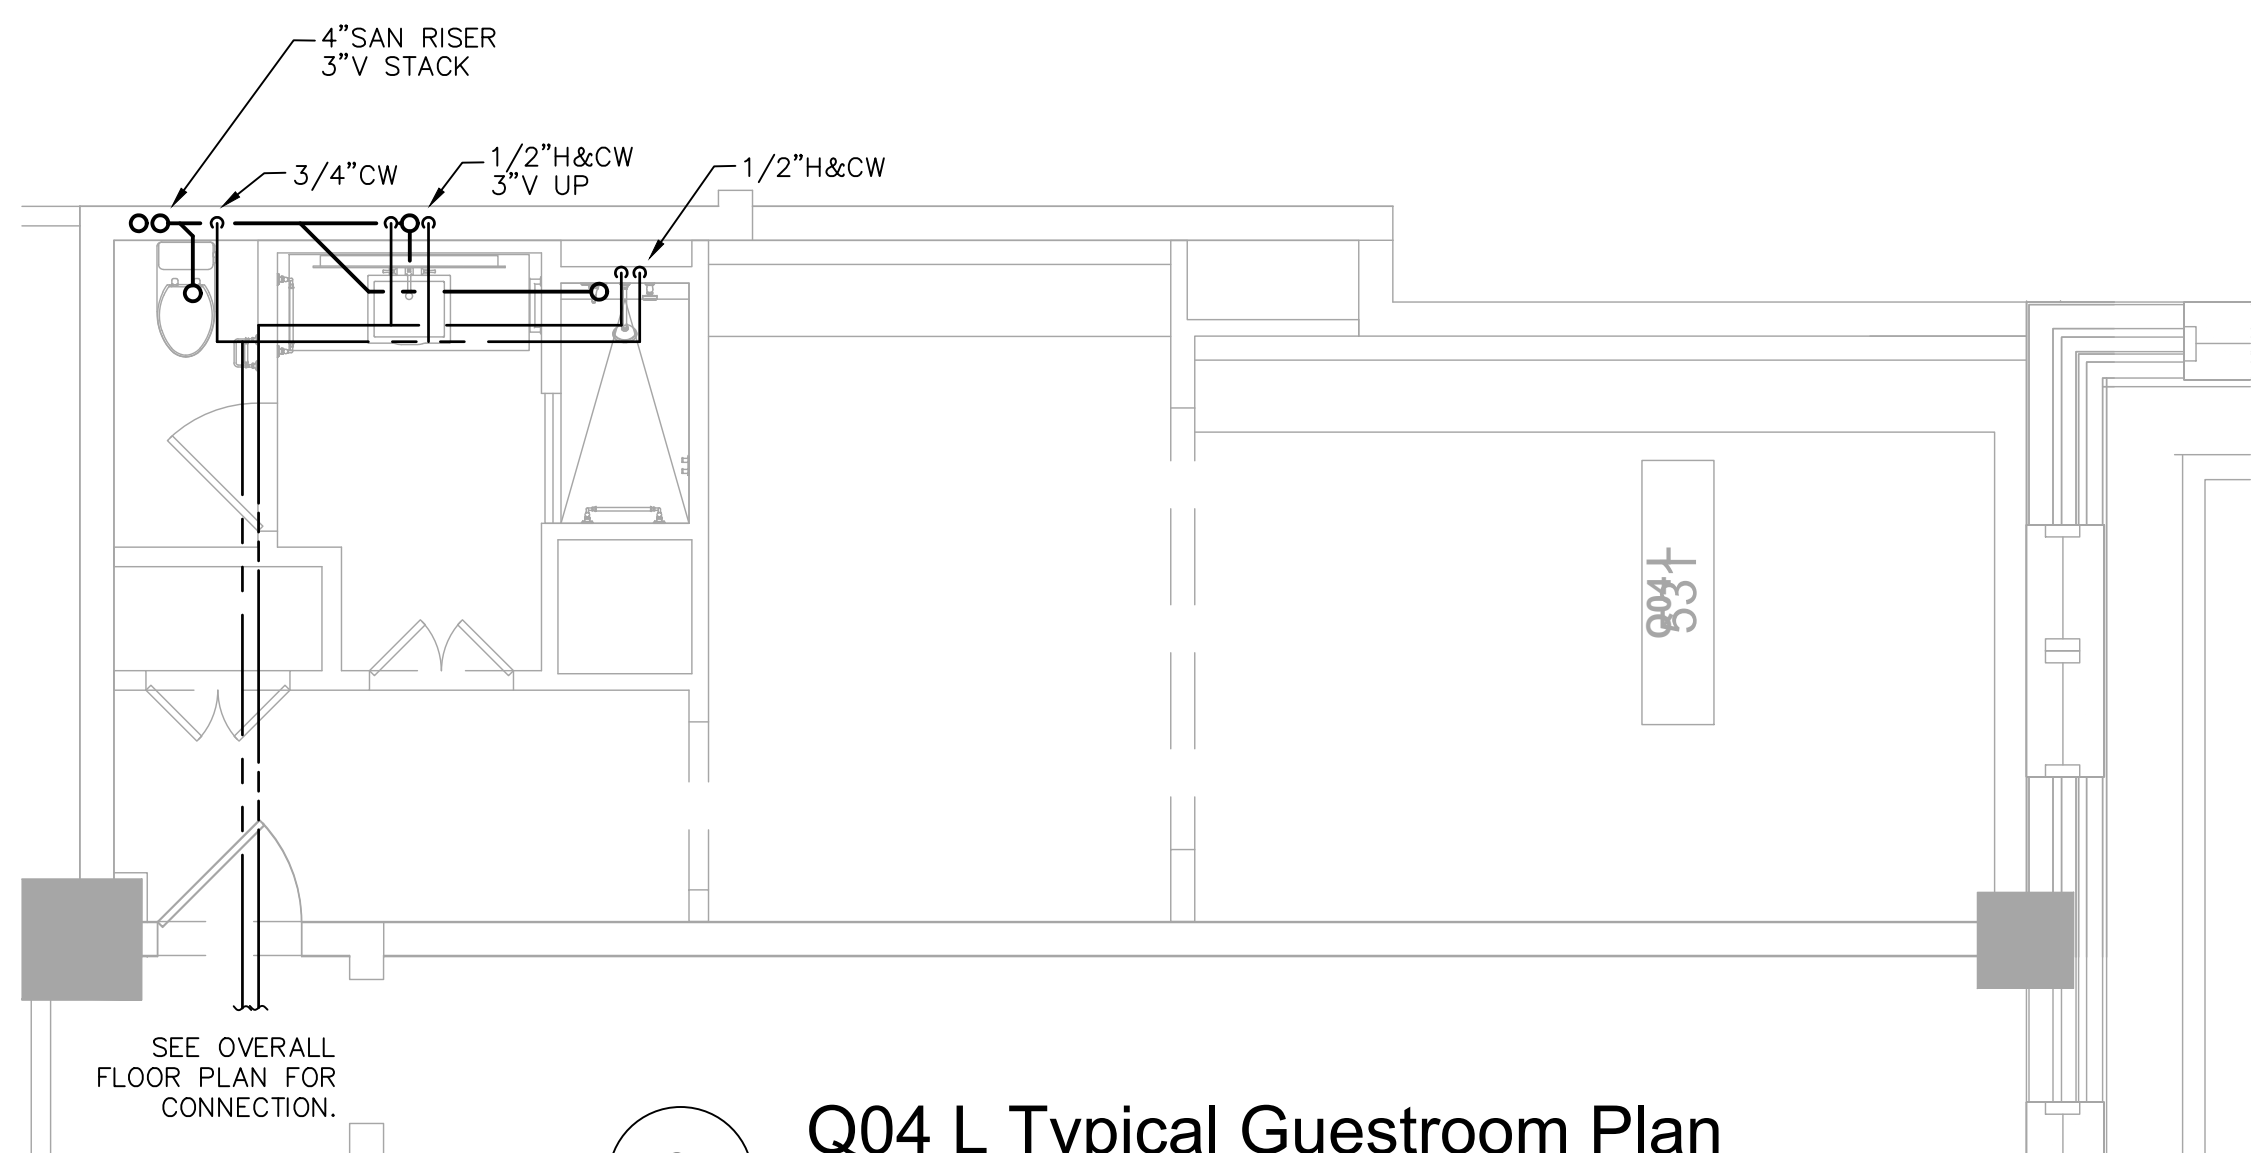 4"SAN RISER
3"V STACK
3/4"CW
1/2"H&CW
3"V UP
1/2"H&CW
Q04
SEE OVERALL
FLOOR PLAN FOR
CONNECTION.
Q04 L Typical Guestroom Plan